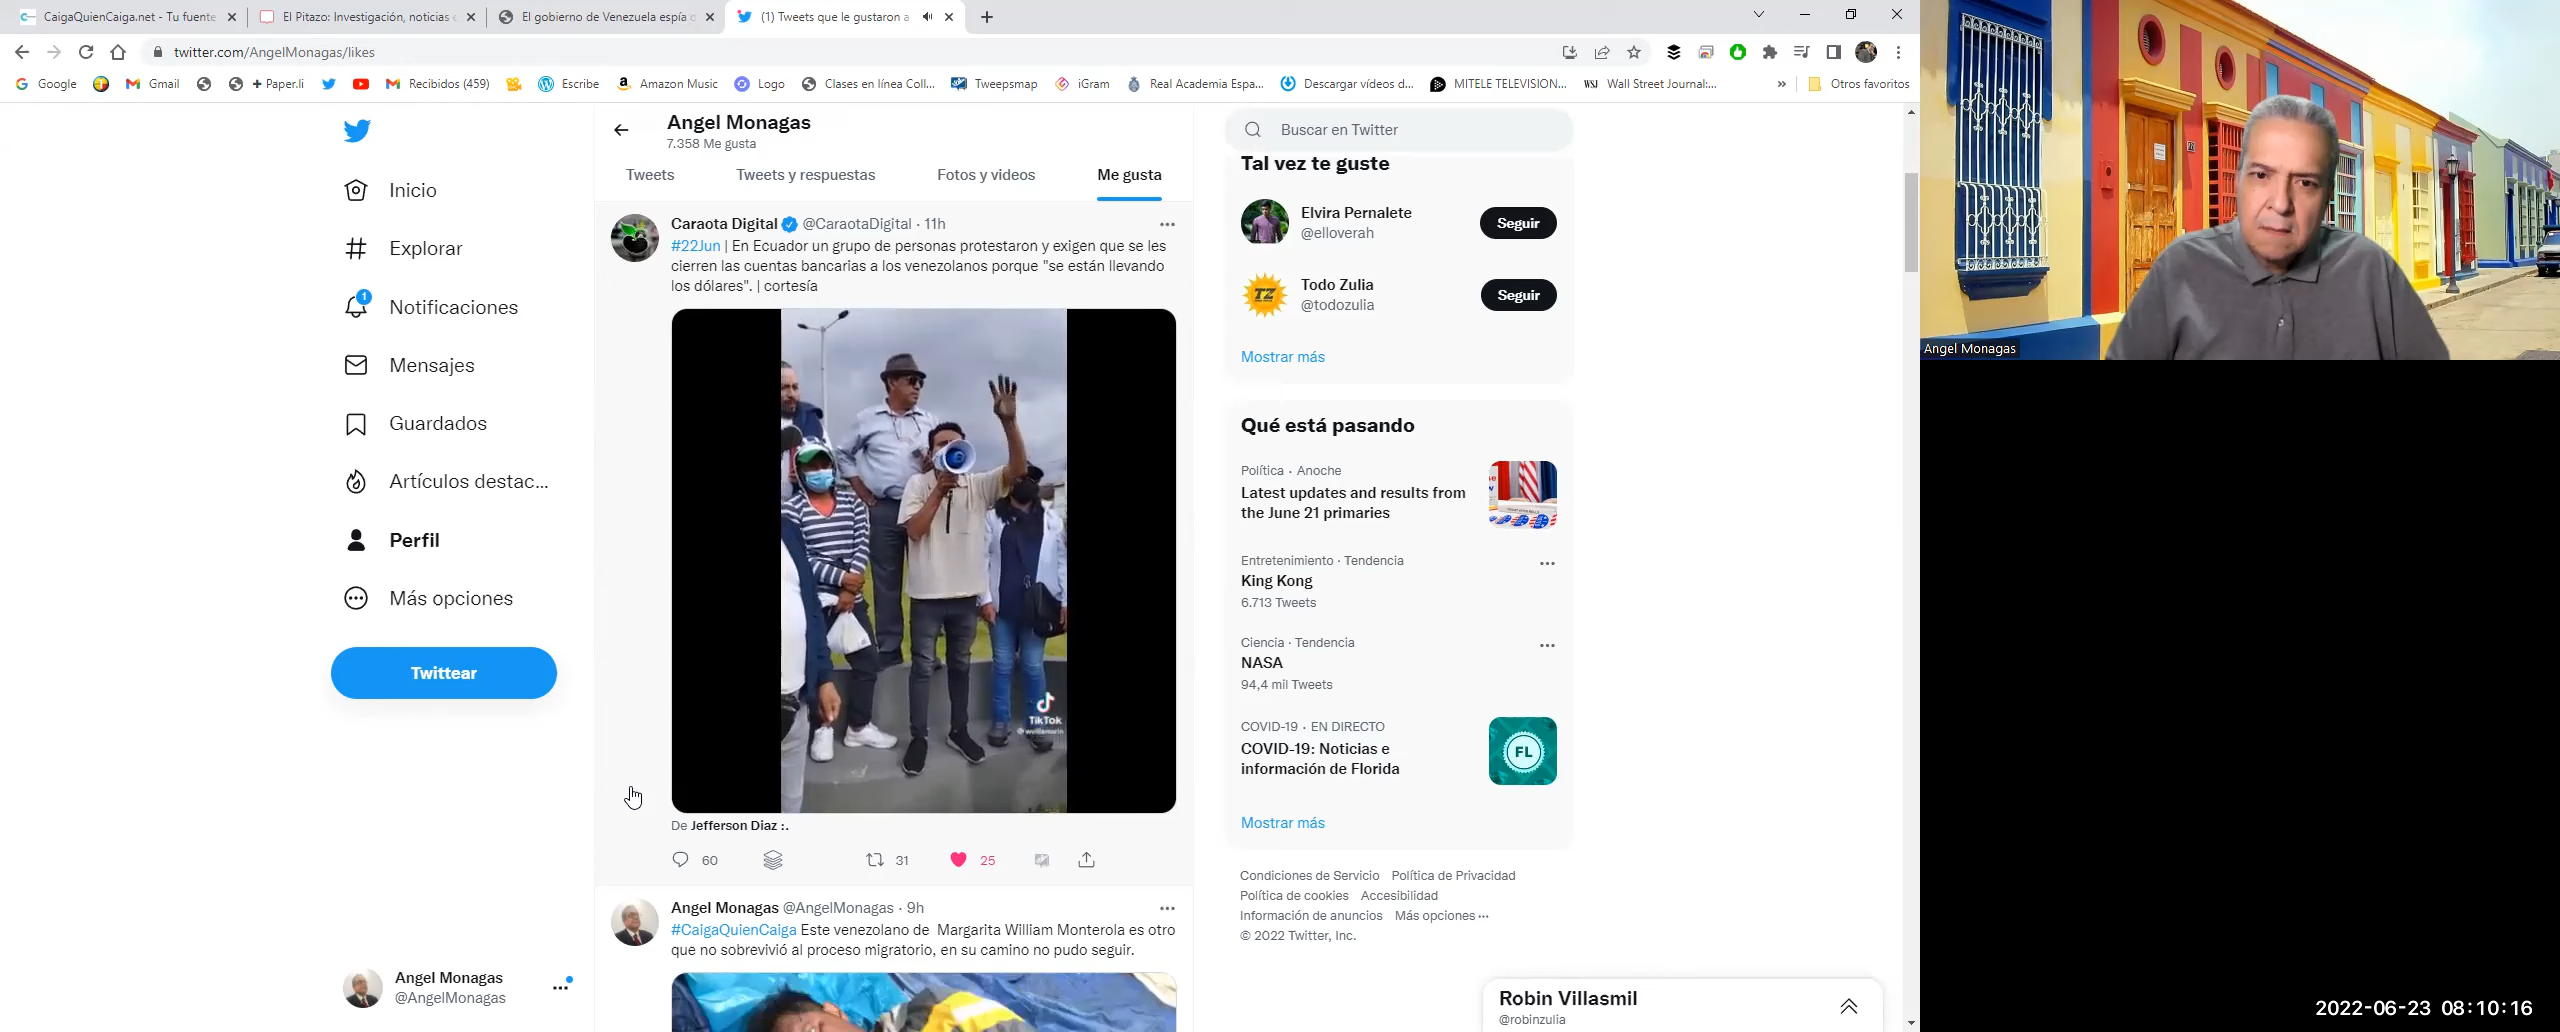 CaigaQuienCaiga.net - Tu fuente
El Pitazo: Investigación, noticias
El gobierno de Venezuela espía
(1) Tweets que le gustaron a
twitter.com/AngelMonagas/likes
Google
Gmail
+ Paper.li
Recibidos (459)
Escribe
Amazon Music
Logo
Clases en línea Coll...
Tweepsmap
iGram
Real Academia Espa...
Descargar vídeos d...
MITELE TELEVISION...
WSJ
Wall Street Journal:...
»
Otros favoritos
Inicio
Explorar
1
Notificaciones
Mensajes
Guardados
Artículos destac...
Perfil
Más opciones
Twittear
Angel Monagas
@AngelMonagas
Angel Monagas
7.358 Me gusta
Tweets
Tweets y respuestas
Fotos y videos
Me gusta
Caraota Digital @CaraotaDigital · 11h
#22Jun | En Ecuador un grupo de personas protestaron y exigen que se les
cierren las cuentas bancarias a los venezolanos porque "se están llevando
los dólares". | cortesía
TikTok
De Jefferson Diaz :.
60
31
25
Angel Monagas @AngelMonagas · 9h
#CaigaQuienCaiga Este venezolano de Margarita William Monterola es otro
que no sobrevivió al proceso migratorio, en su camino no pudo seguir.
Buscar en Twitter
Tal vez te guste
Elvira Pernalete
@elloverah
Seguir
TZ
Todo Zulia
@todozulia
Seguir
Mostrar más
Qué está pasando
Política · Anoche
Latest updates and results from
the June 21 primaries
Entretenimiento · Tendencia
King Kong
6.713 Tweets
Ciencia · Tendencia
NASA
94,4 mil Tweets
COVID-19 · EN DIRECTO
COVID-19: Noticias e
información de Florida
FL
Mostrar más
Condiciones de Servicio Política de Privacidad
Política de cookies Accesibilidad
Información de anuncios Más opciones ···
© 2022 Twitter, Inc.
Robin Villasmil
@robinzulia
Angel Monagas
2022-06-23 08:10:16